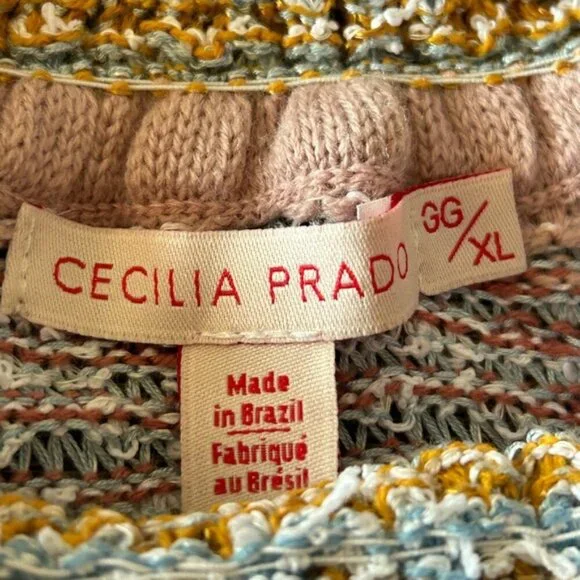 CECILIA PRADO
GG/XL
Made
in Brazil
Fabriqué
au Brésil